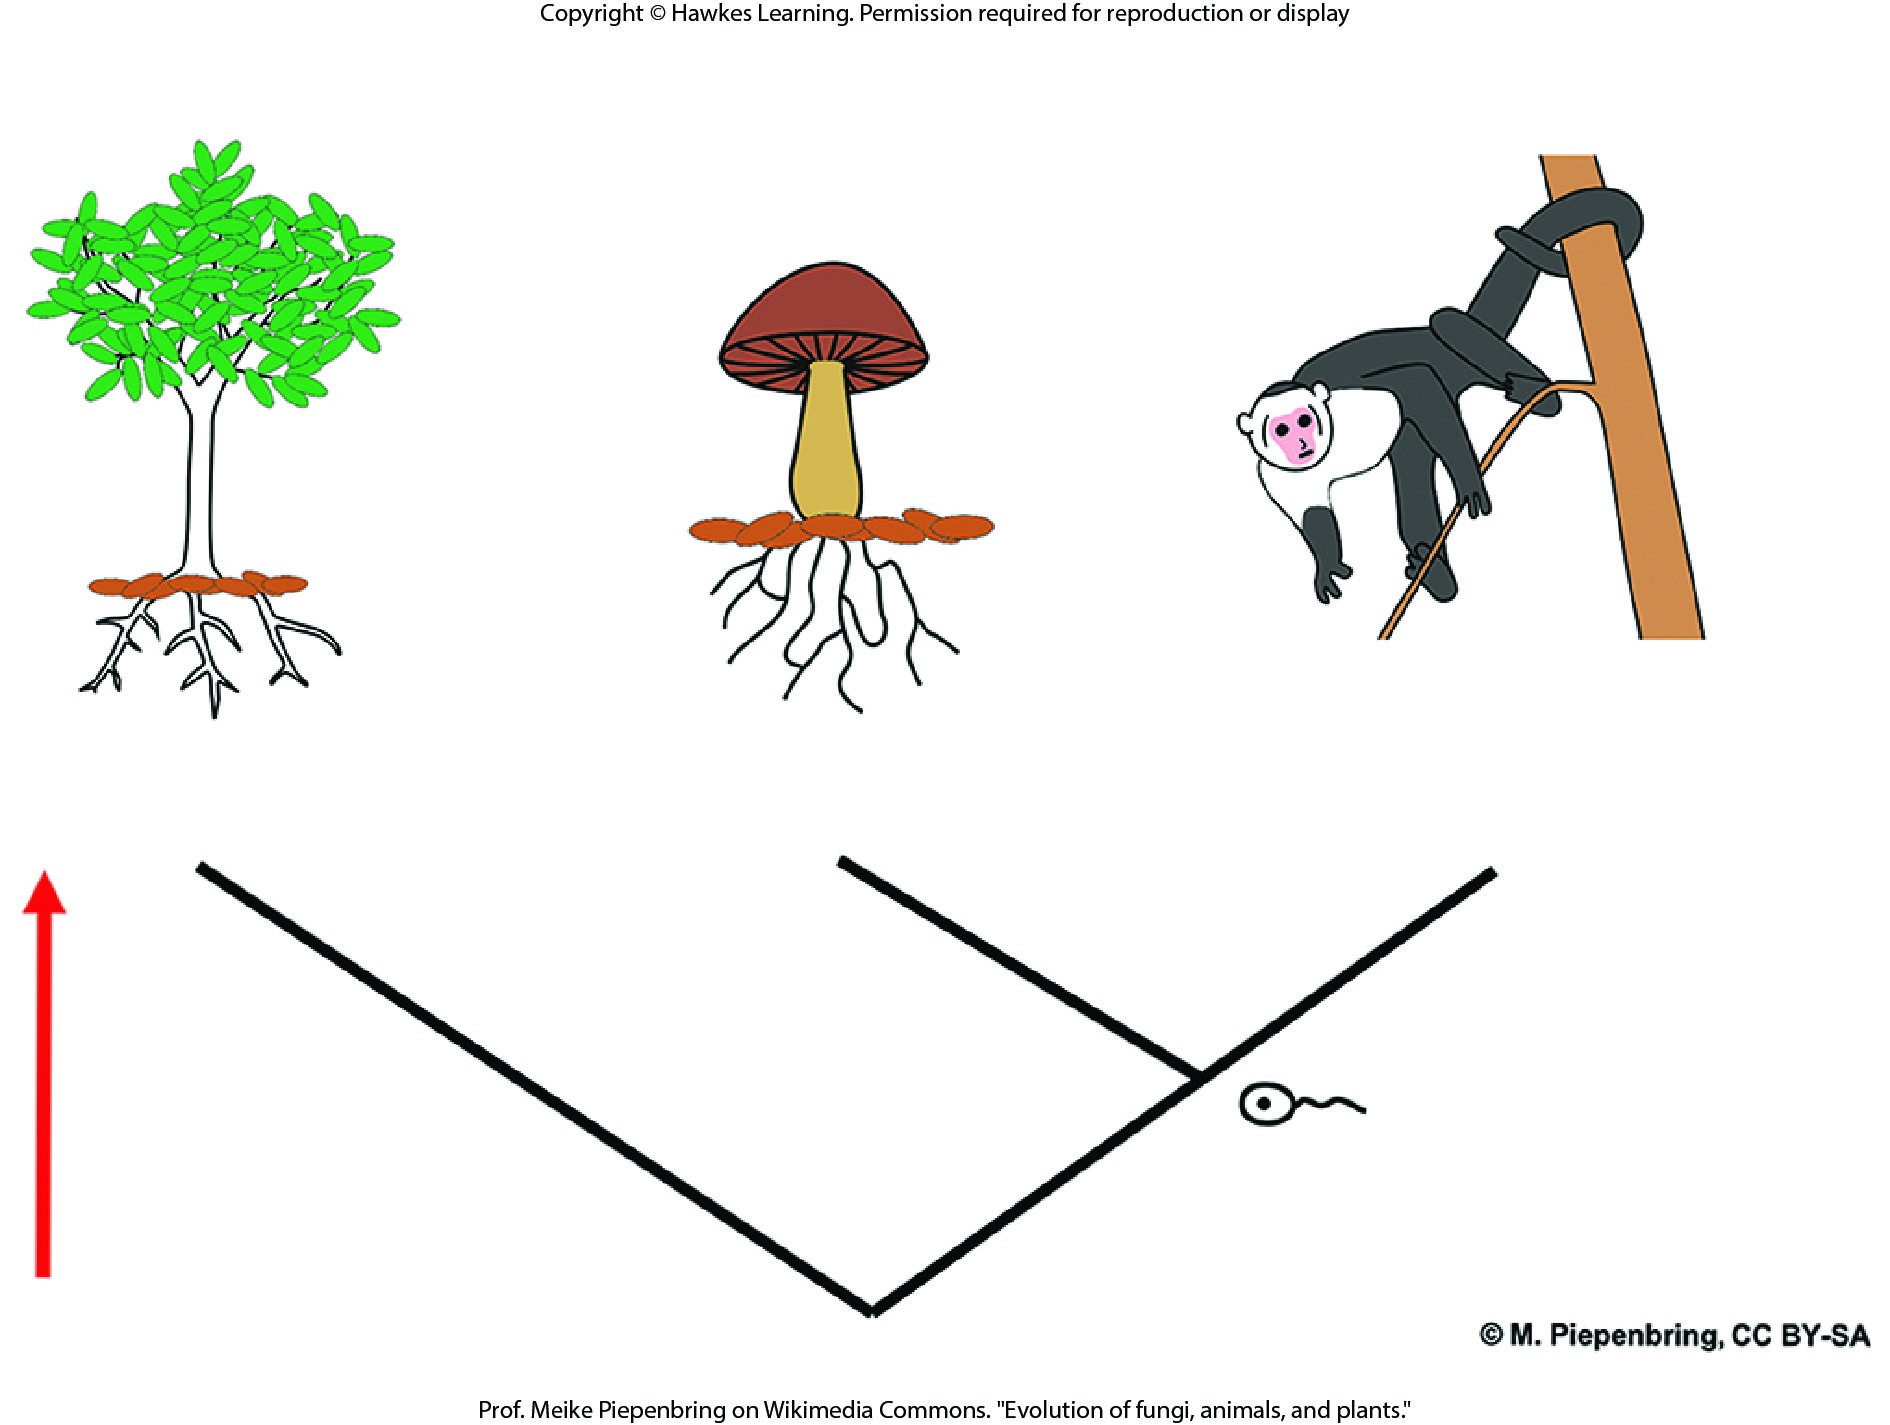 Copyright © Hawkes Learning. Permission required for reproduction or display
© M. Piepenbring, CC BY-SA
Prof. Meike Piepenbring on Wikimedia Commons. "Evolution of fungi, animals, and plants."